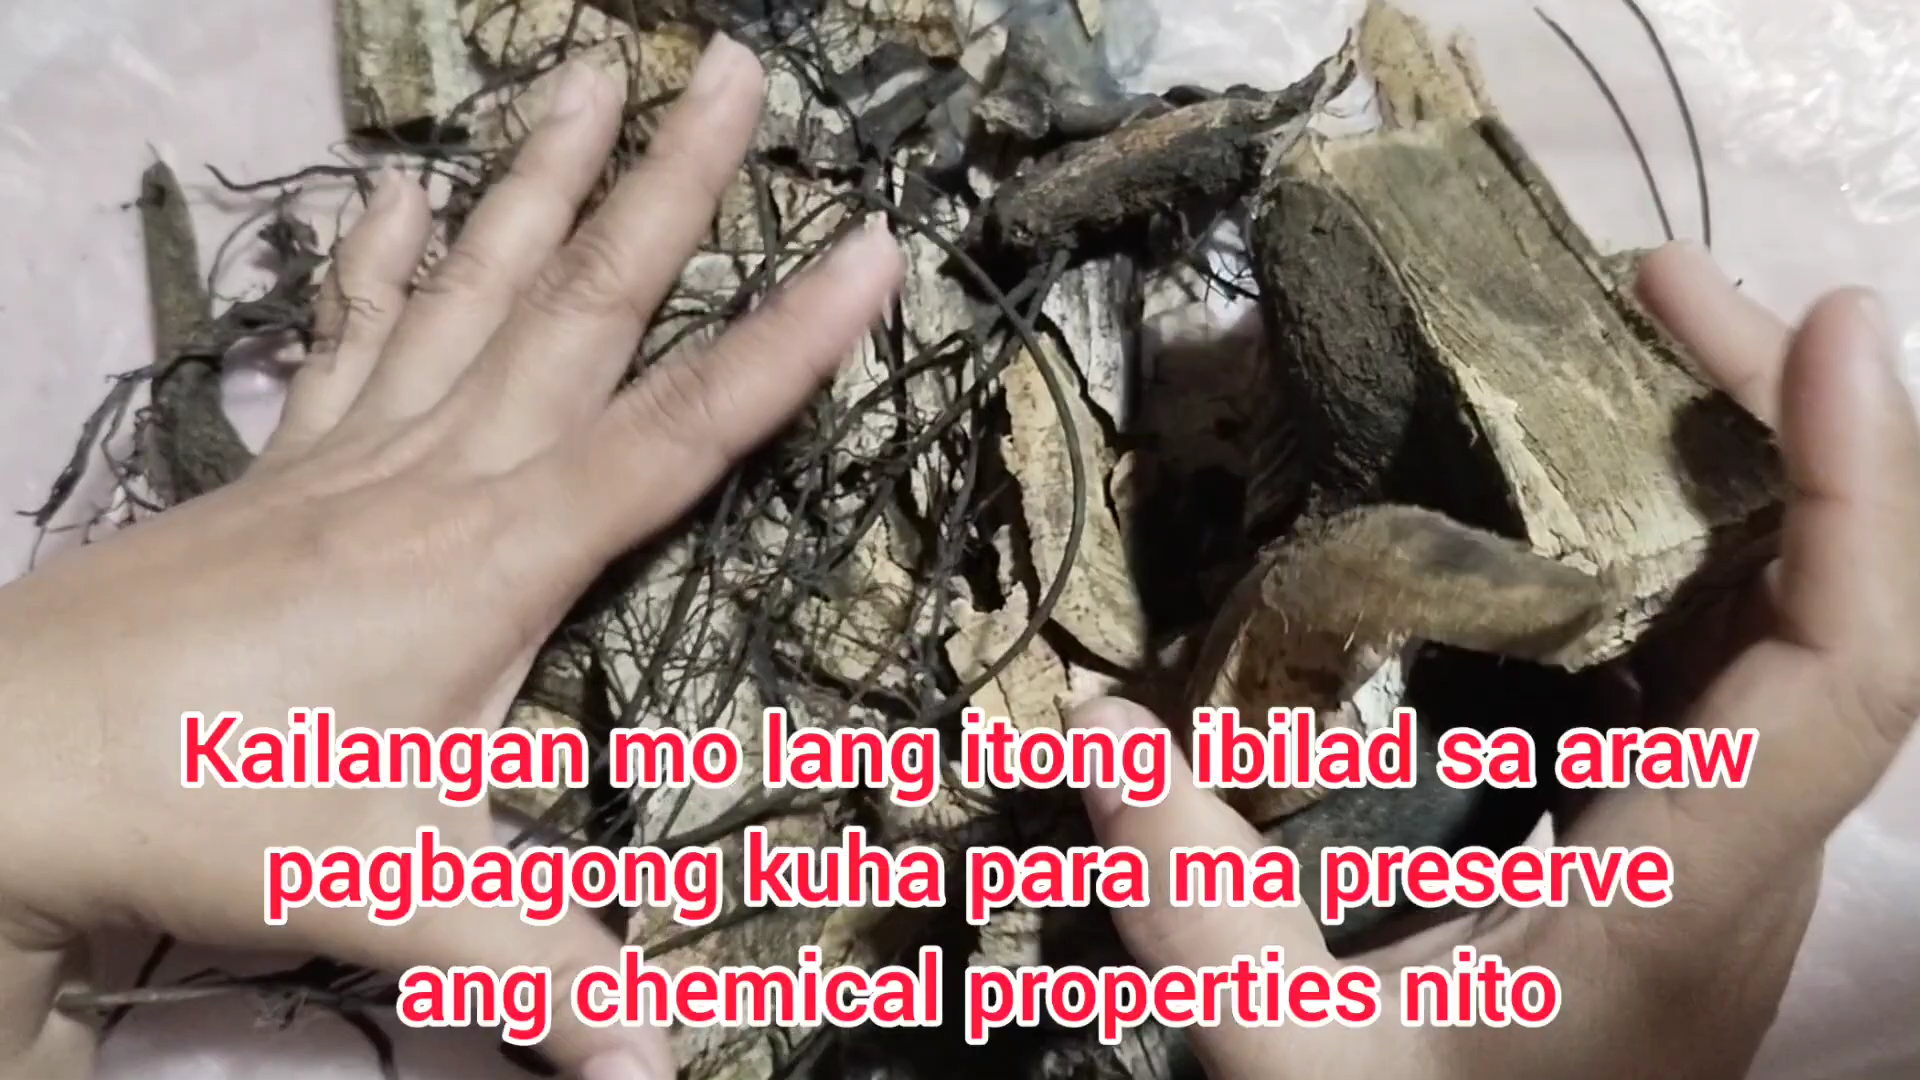 Kailangan mo lang itong ibilad sa araw
pagbagong kuha para ma preserve
ang chemical properties nito